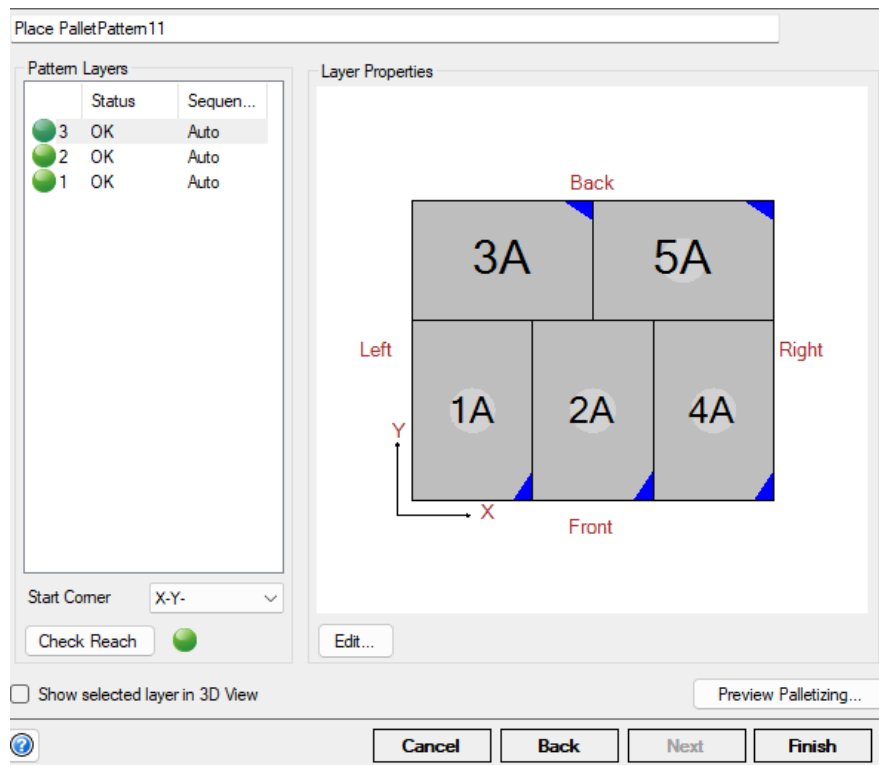 Place PalletPattern11
Pattern Layers
Status Sequen...
3 OK Auto
2 OK Auto
1 OK Auto
Start Corner X-Y-
Check Reach
Layer Properties
Back
3A 5A
Left Right
1A 2A 4A
Y
X
Front
Edit...
Show selected layer in 3D View
Preview Palletizing...
? Cancel Back Next Finish